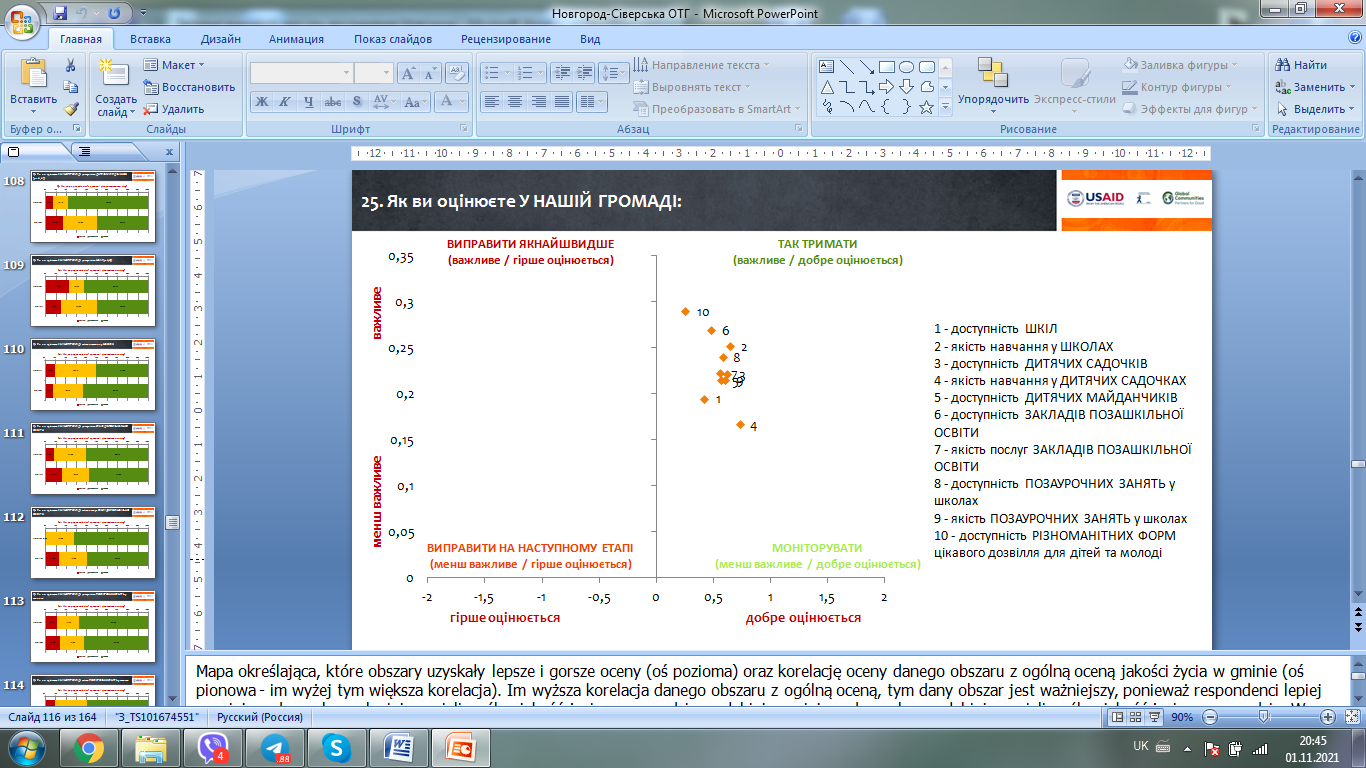 Новгород-Сіверська ОТГ - Microsoft PowerPoint
Главная Вставка Дизайн Анимация Показ слайдов Рецензирование Вид
Вставить
Буфер о...
Создать слайд
Макет
Восстановить
Удалить
Слайды
Ж К Ч abc S AV Aa A
Шрифт
Направление текста
Выровнять текст
Преобразовать в SmartArt
Абзац
Упорядочить
Экспресс-стили
Заливка фигуры
Контур фигуры
Эффекты для фигур
Рисование
Найти
Заменить
Выделить
Редактирование
108
109
110
111
112
113
114
25. Як ви оцінюєте У НАШІЙ ГРОМАДІ:
USAID
Global Communities
ВИПРАВИТИ ЯКНАЙШВИДШЕ
(важливе / гірше оцінюється)
ТАК ТРИМАТИ
(важливе / добре оцінюється)
важливе
менш важливе
0,35
0,3
0,25
0,2
0,15
0,1
0,05
0
10
6
2
8
7
3
5
9
1
4
ВИПРАВИТИ НА НАСТУПНОМУ ЕТАПІ
(менш важливе / гірше оцінюється)
МОНІТОРУВАТИ
(менш важливе / добре оцінюється)
-2 -1,5 -1 -0,5 0 0,5 1 1,5 2
гірше оцінюється
добре оцінюється
1 - доступність ШКІЛ
2 - якість навчання у ШКОЛАХ
3 - доступність ДИТЯЧИХ САДОЧКІВ
4 - якість навчання у ДИТЯЧИХ САДОЧКАХ
5 - доступність ДИТЯЧИХ МАЙДАНЧИКІВ
6 - доступність ЗАКЛАДІВ ПОЗАШКІЛЬНОЇ
ОСВІТИ
7 - якість послуг ЗАКЛАДІВ ПОЗАШКІЛЬНОЇ
ОСВІТИ
8 - доступність ПОЗАУРОЧНИХ ЗАНЯТЬ у
школах
9 - якість ПОЗАУРОЧНИХ ЗАНЯТЬ у школах
10 - доступність РІЗНОМАНІТНИХ ФОРМ
цікавого дозвілля для дітей та молоді
Mapa określająca, które obszary uzyskały lepsze i gorsze oceny (oś pozioma) oraz korelację oceny danego obszaru z ogólną oceną jakości życia w gminie (oś
pionowa - im wyżej tym większa korelacja). Im wyższa korelacja danego obszaru z ogólną oceną, tym dany obszar jest ważniejszy, ponieważ respondenci lepiej
Слайд 116 из 164 "3_TS101674551" Русский (Россия) 90%
4
88
UK
20:45
01.11.2021